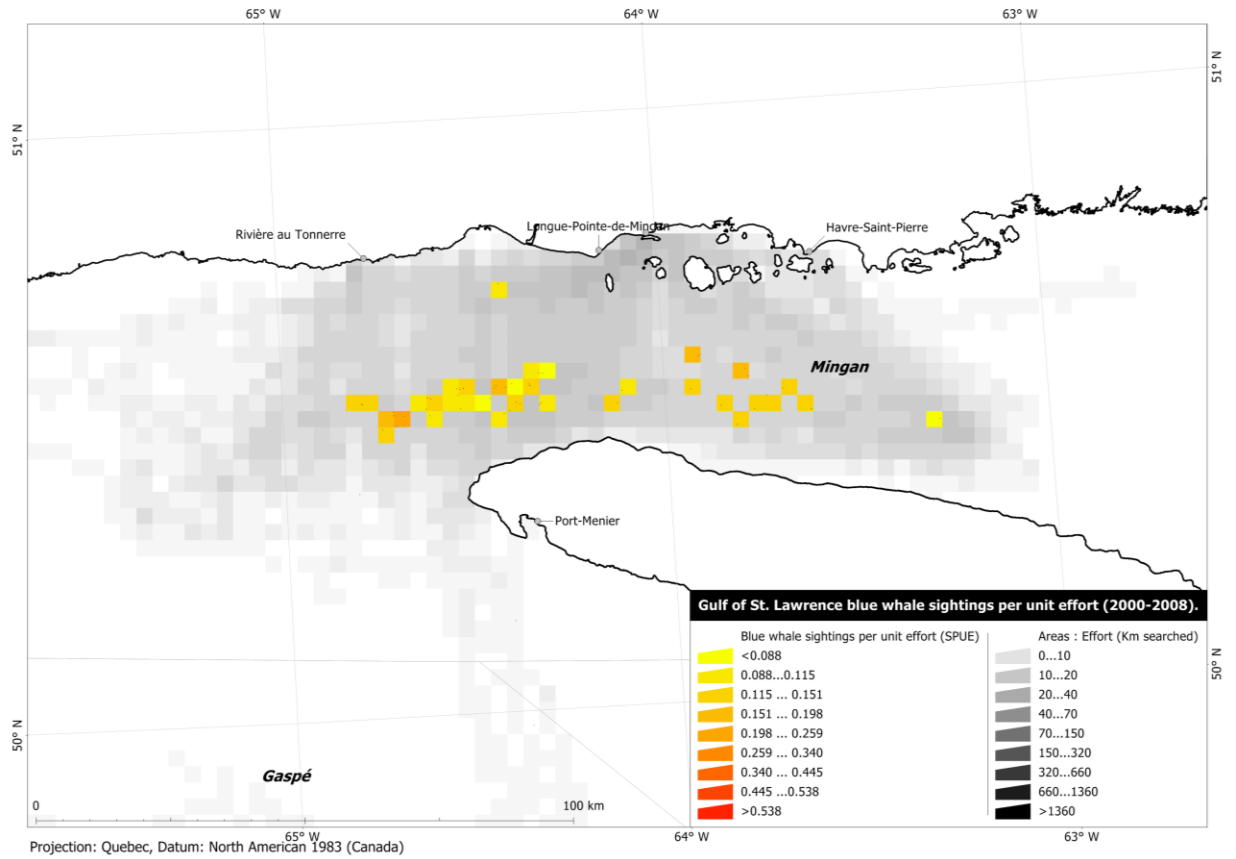 65° W 64° W 63° W
51° N
51° N
Rivière au Tonnerre
Longue-Pointe-de-Mingan
Havre-Saint-Pierre
Mingan
Port-Menier
Gulf of St. Lawrence blue whale sightings per unit effort (2000-2008).
Blue whale sightings per unit effort (SPUE)
<0.088
0.088...0.115
0.115 ... 0.151
0.151 ... 0.198
0.198 ... 0.259
0.259 ... 0.340
0.340 ... 0.445
0.445 ...0.538
>0.538
Areas : Effort (Km searched)
0...10
10...20
20...40
40...70
70...150
150...320
320...660
660...1360
>1360
50° N
50° N
Gaspé
0 100 km
65° W 64° W 63° W
Projection: Quebec, Datum: North American 1983 (Canada)